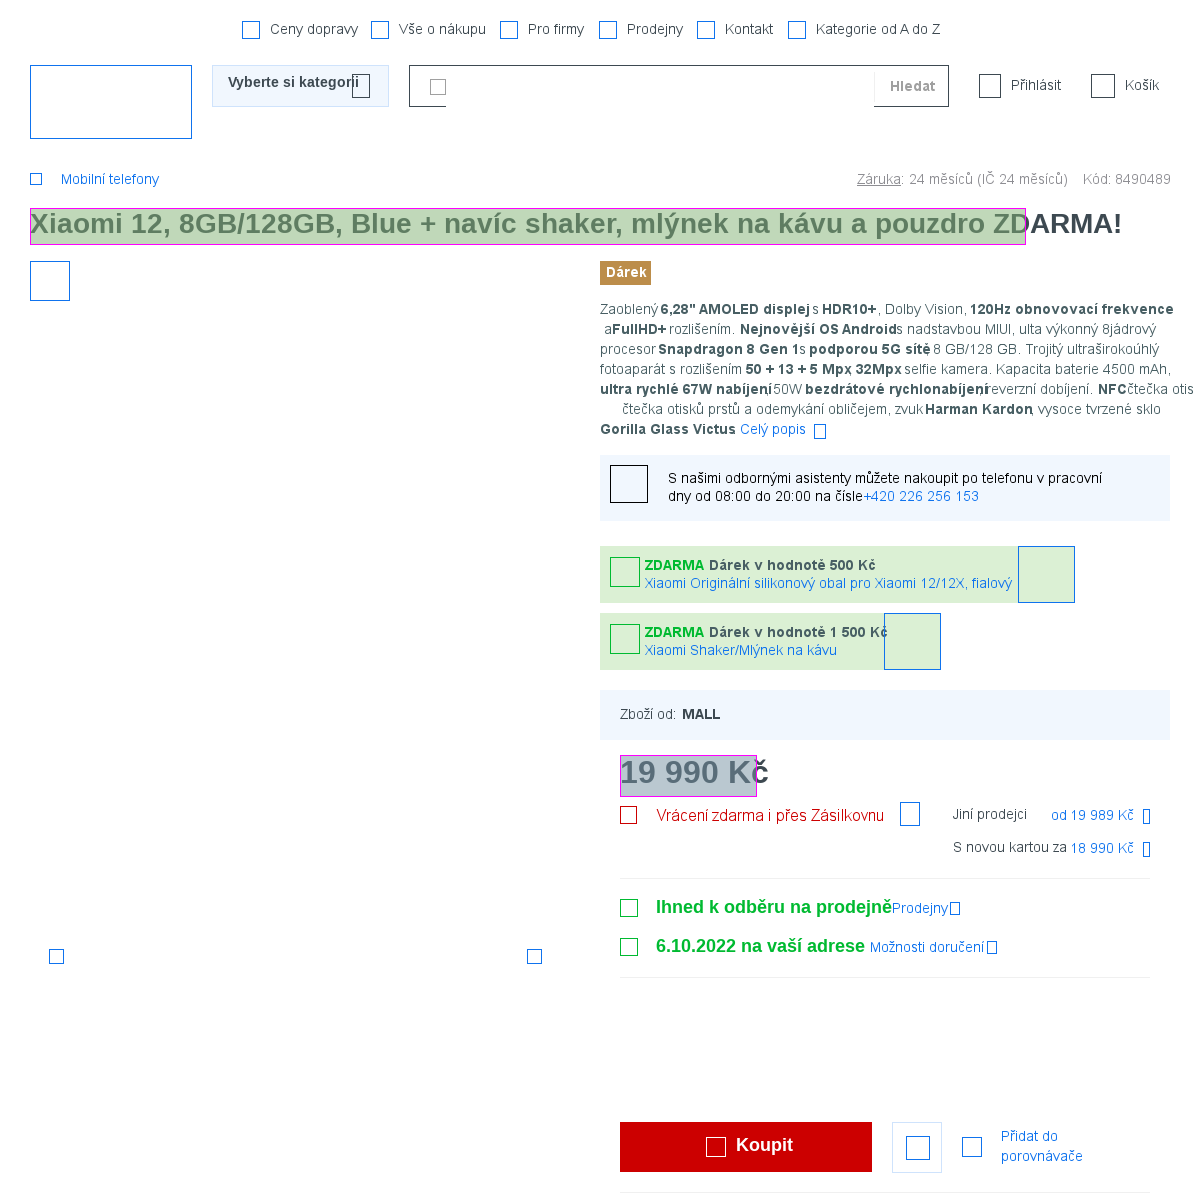 Ceny dopravy Vše o nákupu Pro firmy Prodejny Kontakt Kategorie od A do Z
Vyberte si kategorii Hledat Přihlásit Košík
Mobilní telefony Záruka: 24 měsíců (IČ 24 měsíců) Kód: 8490489
Xiaomi 12, 8GB/128GB, Blue + navíc shaker, mlýnek na kávu a pouzdro ZDARMA!
Dárek
Zaoblený 6,28" AMOLED displej s HDR10+, Dolby Vision, 120Hz obnovovací frekvence
a FullHD+ rozlišením. Nejnovější OS Android s nadstavbou MIUI, ulta výkonný 8jádrový
procesor Snapdragon 8 Gen 1 s podporou 5G sítě 8 GB/128 GB. Trojitý ultraširokoúhlý
fotoaparát s rozlišením 50 + 13 + 5 Mpx, 32Mpx selfie kamera. Kapacita baterie 4500 mAh,
ultra rychlé 67W nabíjení, 50W bezdrátové rychlonabíjení, reverzní dobíjení. NFC čtečka otis
čtečka otisků prstů a odemykání obličejem, zvuk Harman Kardon, vysoce tvrzené sklo
Gorilla Glass Victus Celý popis
S našimi odbornými asistenty můžete nakoupit po telefonu v pracovní
dny od 08:00 do 20:00 na čísle +420 226 256 153
ZDARMA Dárek v hodnotě 500 Kč
Xiaomi Originální silikonový obal pro Xiaomi 12/12X, fialový
ZDARMA Dárek v hodnotě 1 500 Kč
Xiaomi Shaker/Mlýnek na kávu
Zboží od: MALL
19 990 Kč
Vrácení zdarma i přes Zásilkovnu Jiní prodejci od 19 989 Kč
S novou kartou za 18 990 Kč
Ihned k odběru na prodejně Prodejny
6.10.2022 na vaší adrese Možnosti doručení
Koupit
Přidat do
porovnávače